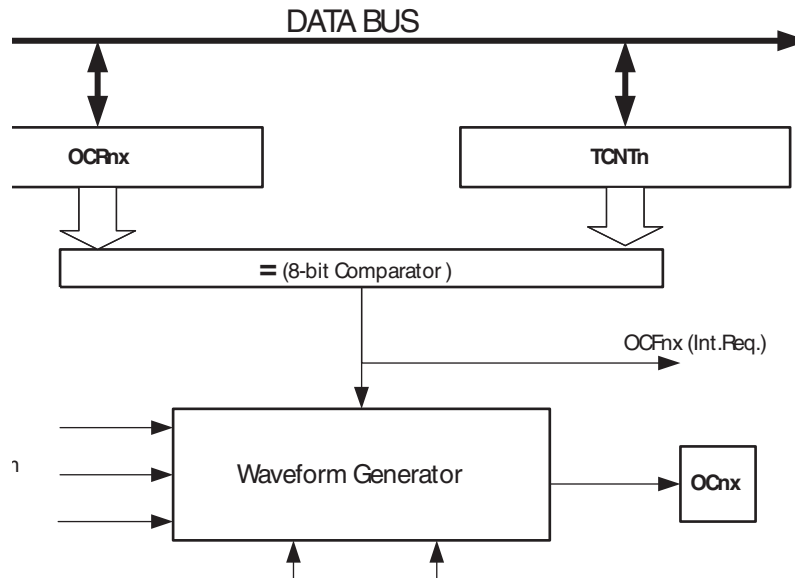 DATA BUS
OCRnx
TCNTn
= (8-bit Comparator )
OCFnx (Int.Req.)
Waveform Generator
OCnx